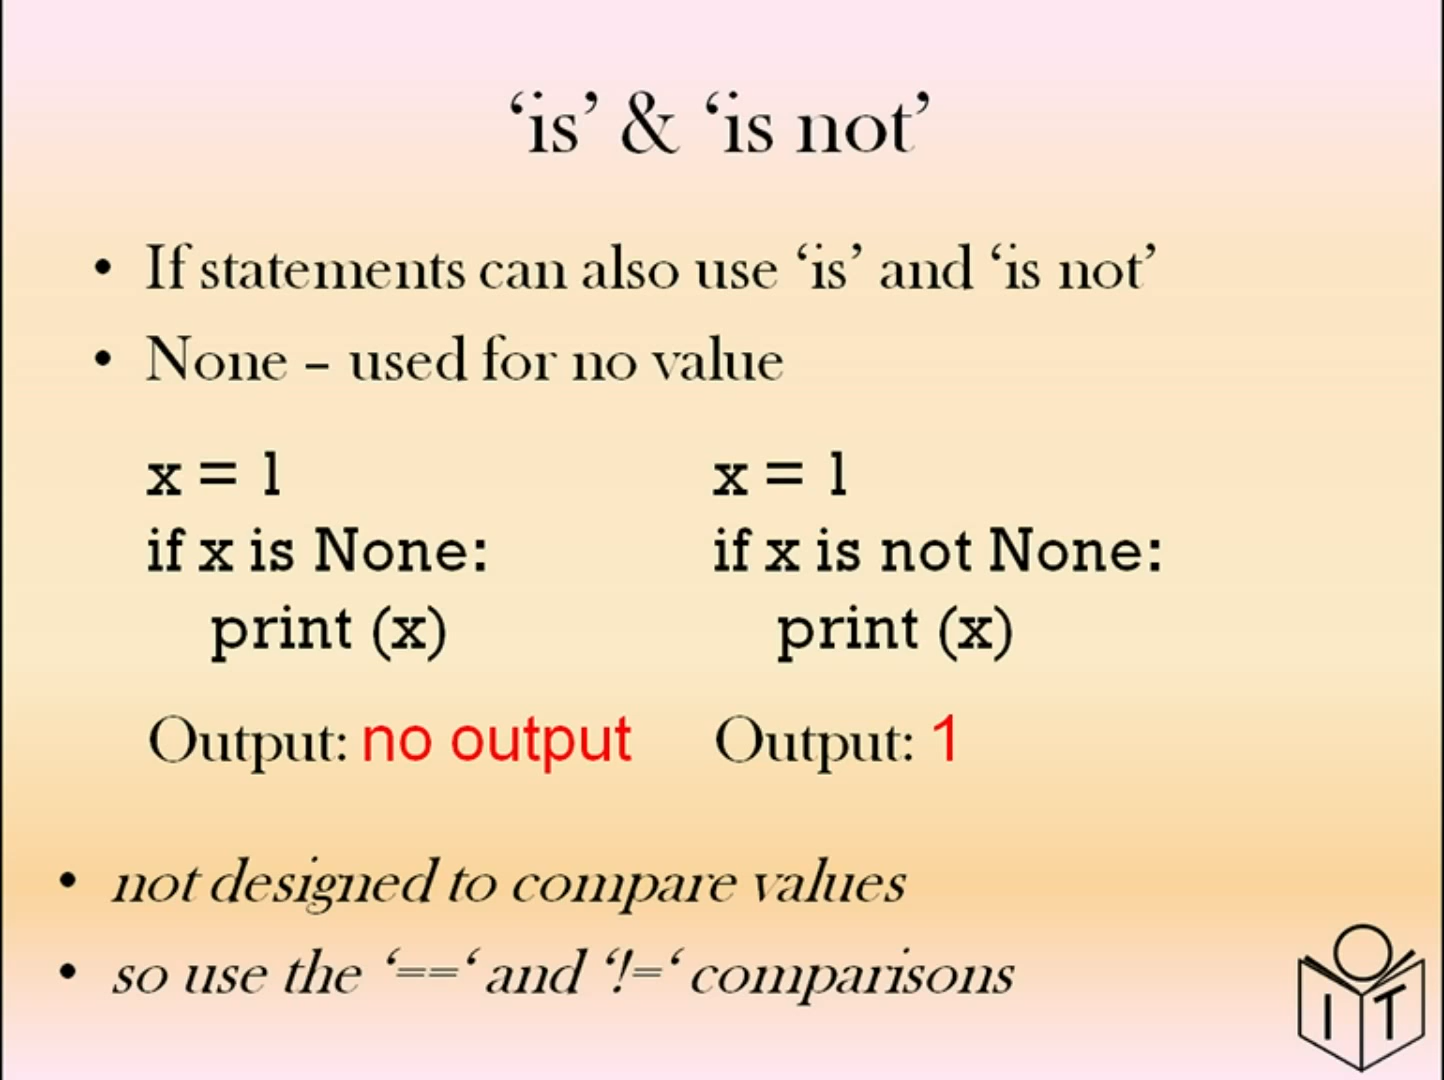 ‘is’ & ‘is not’
• If statements can also use ‘is’ and ‘is not’
• None – used for no value
x = 1
if x is None:
print (x)
Output: no output
x = 1
if x is not None:
print (x)
Output: 1
• not designed to compare values
• so use the ‘==‘ and ‘!=‘ comparisons
I T